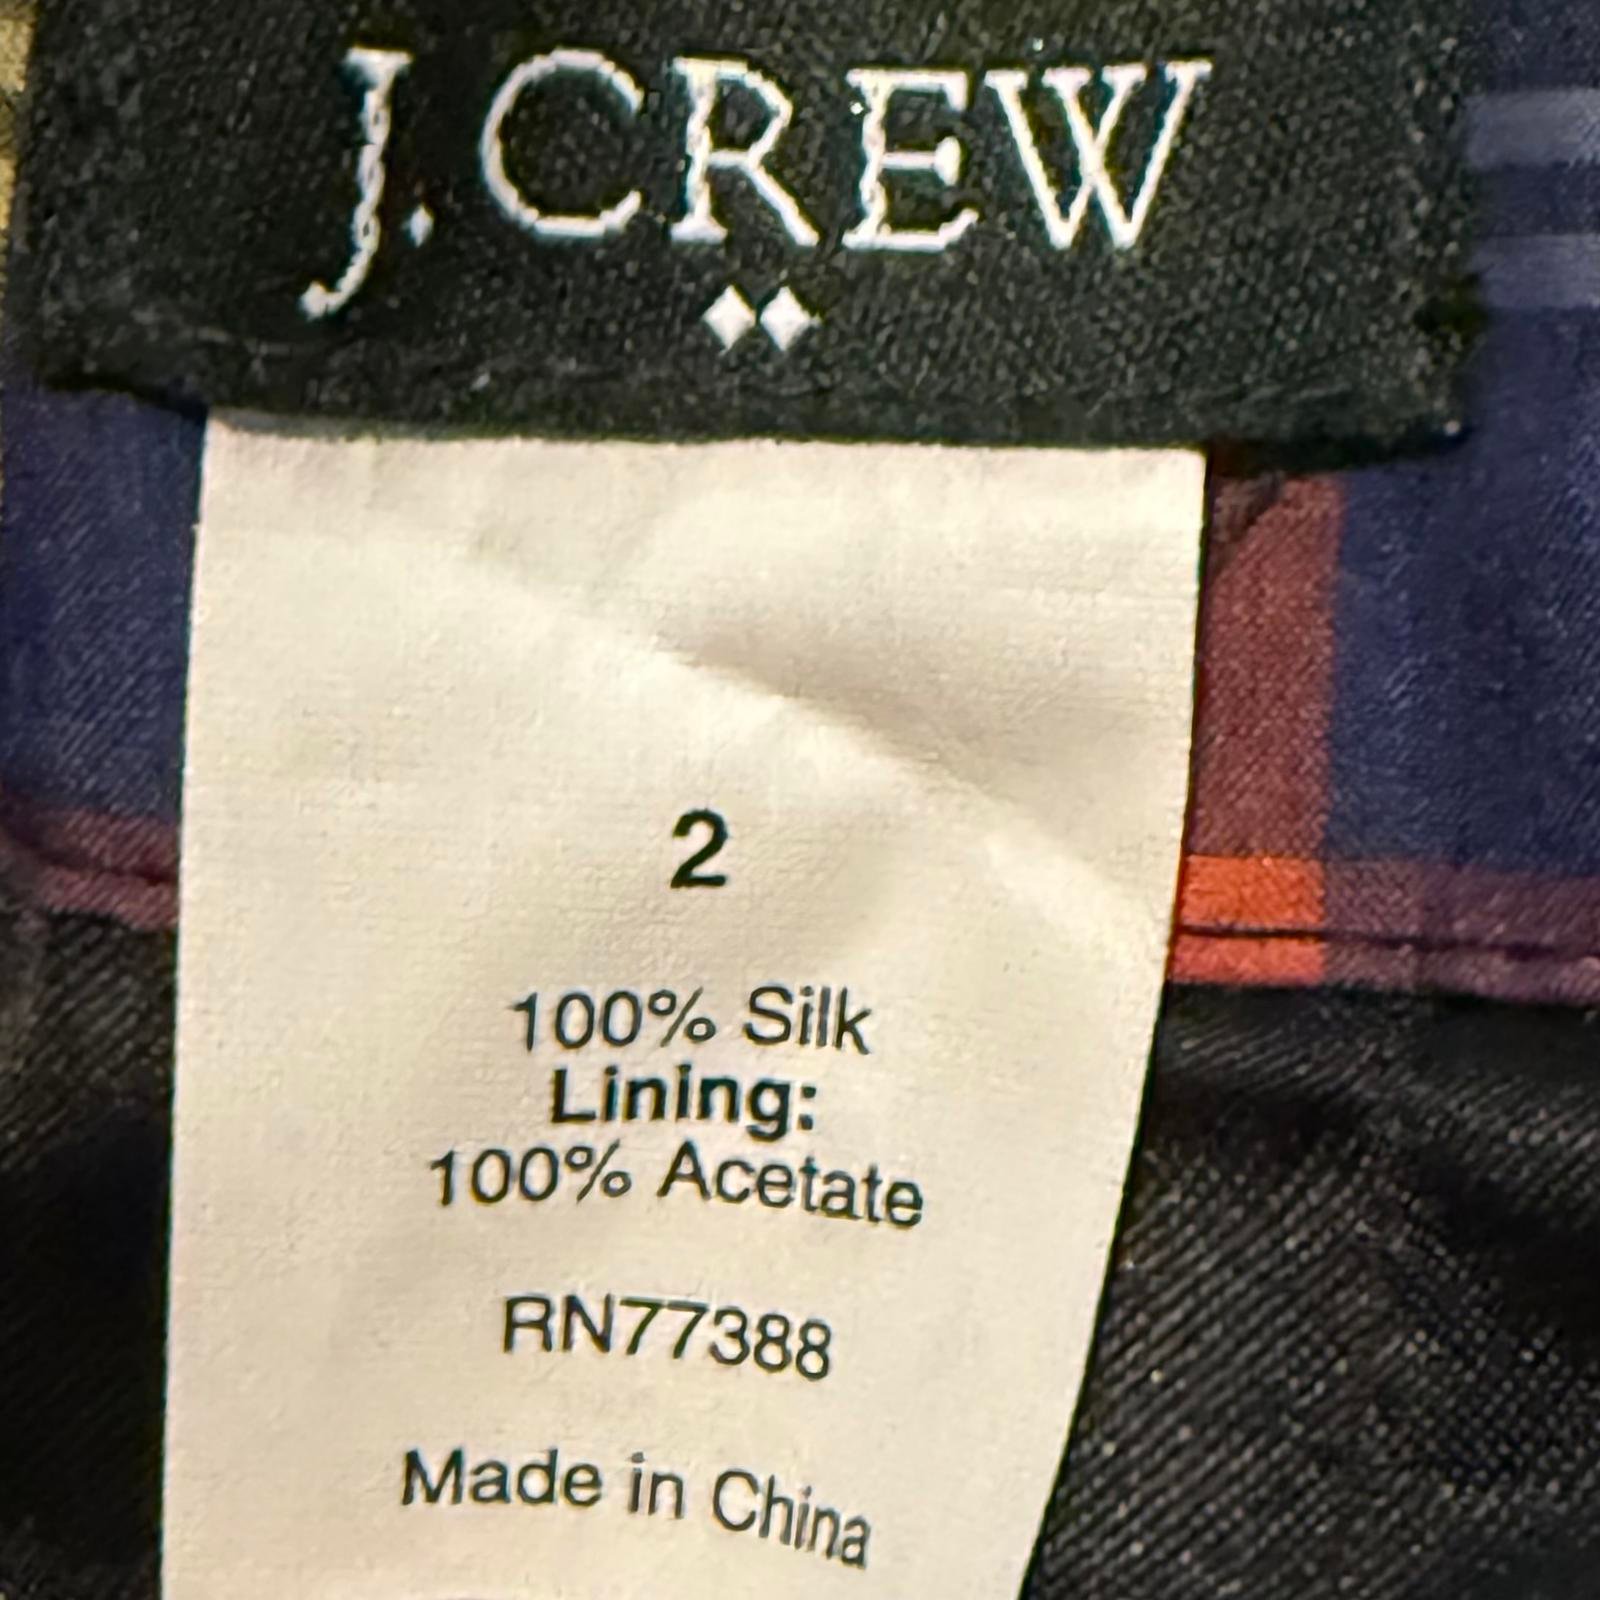 J.CREW
2
100% Silk
Lining:
100% Acetate
RN77388
Made in China